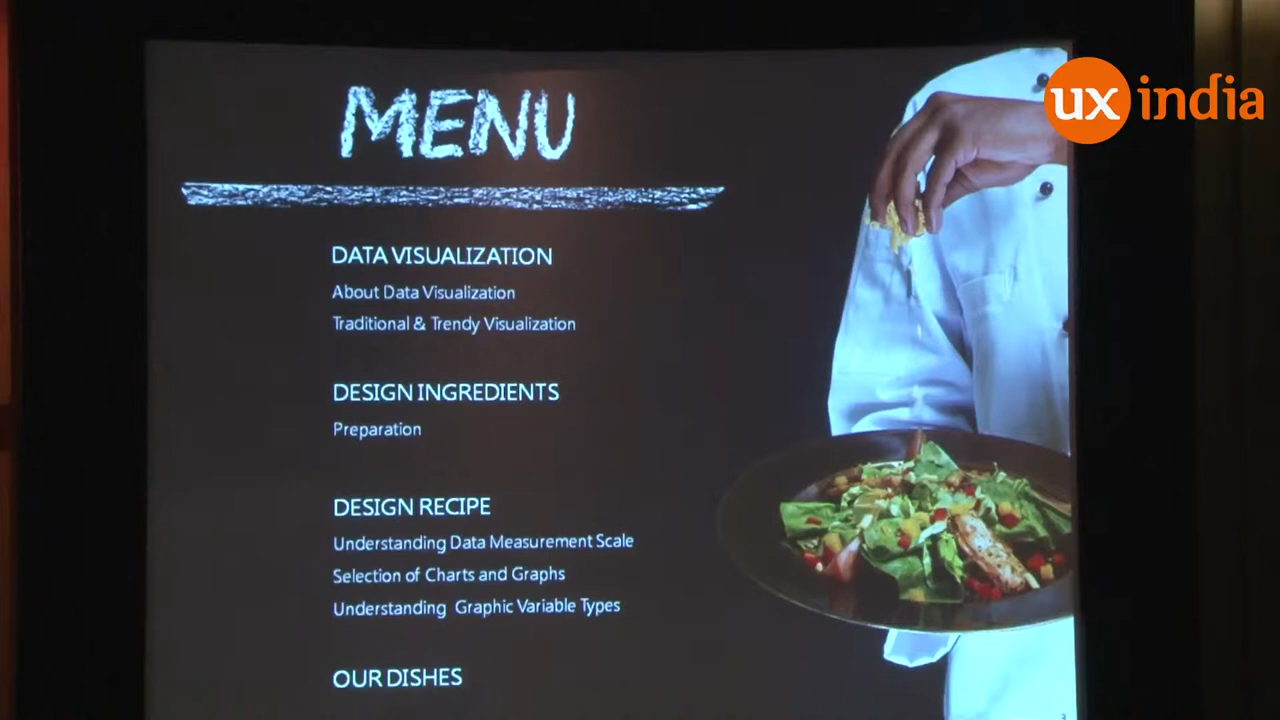 MENU
ux india
DATA VISUALIZATION
About Data Visualization
Traditional & Trendy Visualization
DESIGN INGREDIENTS
Preparation
DESIGN RECIPE
Understanding Data Measurement Scale
Selection of Charts and Graphs
Understanding Graphic Variable Types
OUR DISHES
3